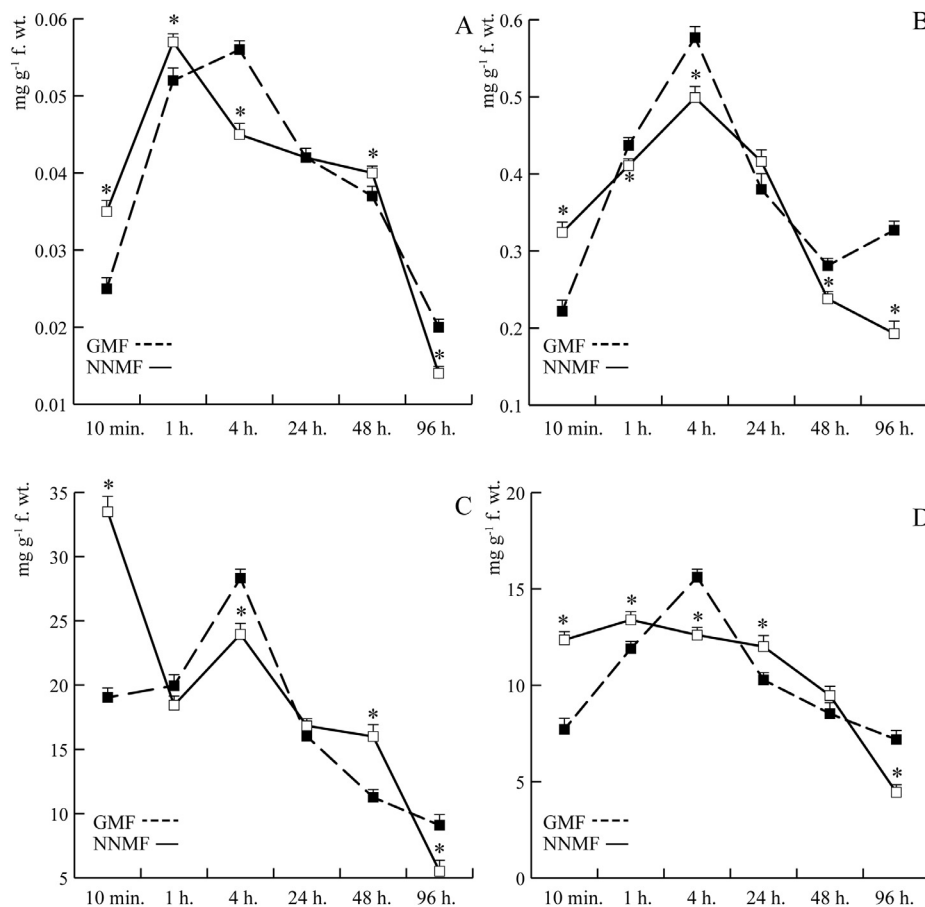 A
mg g⁻¹ f. wt.
0.06
*
0.05
*
*
0.04
*
0.03
0.02
GMF
*
NNMF
0.01
10 min. 1 h. 4 h. 24 h. 48 h. 96 h.
B
mg g⁻¹ f. wt.
0.6
*
0.5
0.4
*
*
0.3
*
*
0.2
GMF
NNMF
0.1
10 min. 1 h. 4 h. 24 h. 48 h. 96 h.
C
mg g⁻¹ f. wt.
35
*
30
25
*
20
*
15
10
GMF
NNMF
*
5
10 min. 1 h. 4 h. 24 h. 48 h. 96 h.
D
mg g⁻¹ f. wt.
20
15
*
*
*
*
10
5
*
GMF
NNMF
0
10 min. 1 h. 4 h. 24 h. 48 h. 96 h.